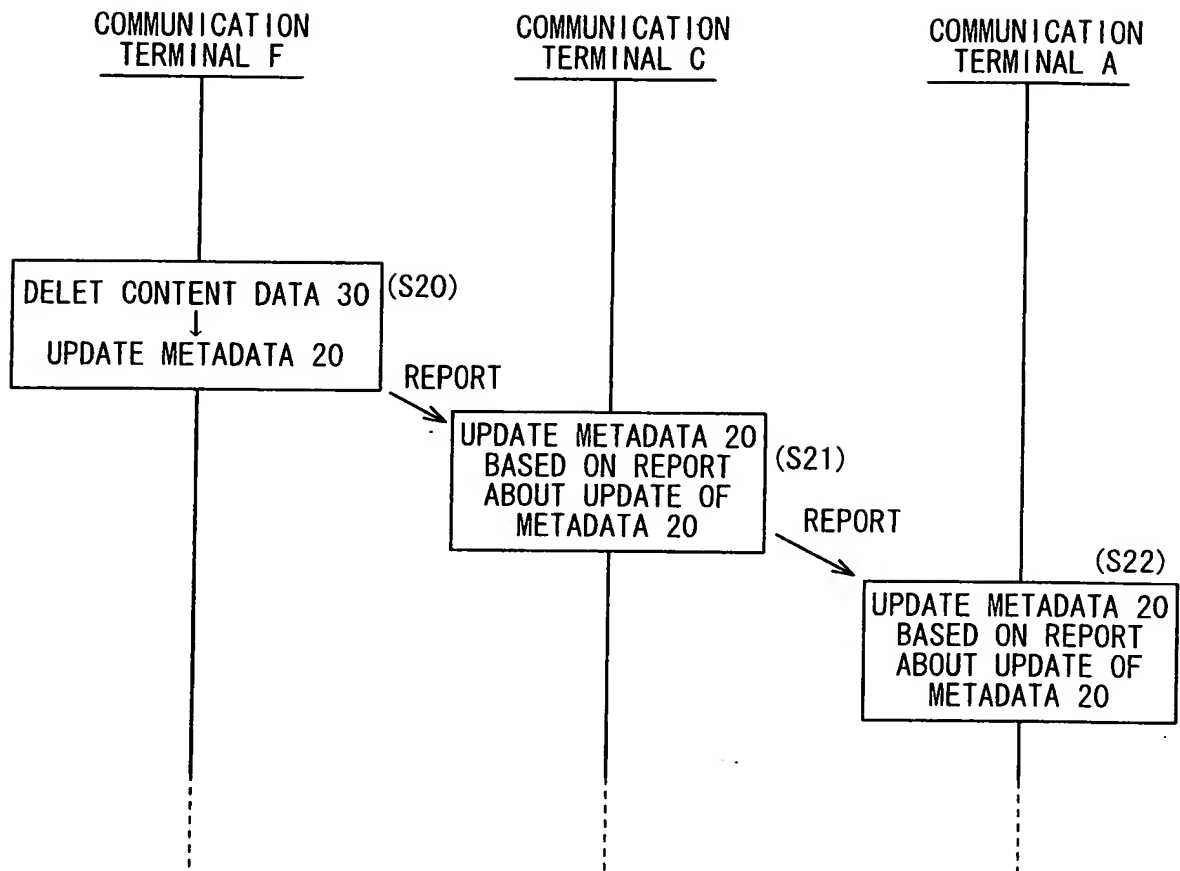 COMMUNICATION
TERMINAL F
COMMUNICATION
TERMINAL C
COMMUNICATION
TERMINAL A
DELET CONTENT DATA 30
(S20)
↓
UPDATE METADATA 20
REPORT
UPDATE METADATA 20
BASED ON REPORT
ABOUT UPDATE OF
METADATA 20
(S21)
REPORT
(S22)
UPDATE METADATA 20
BASED ON REPORT
ABOUT UPDATE OF
METADATA 20